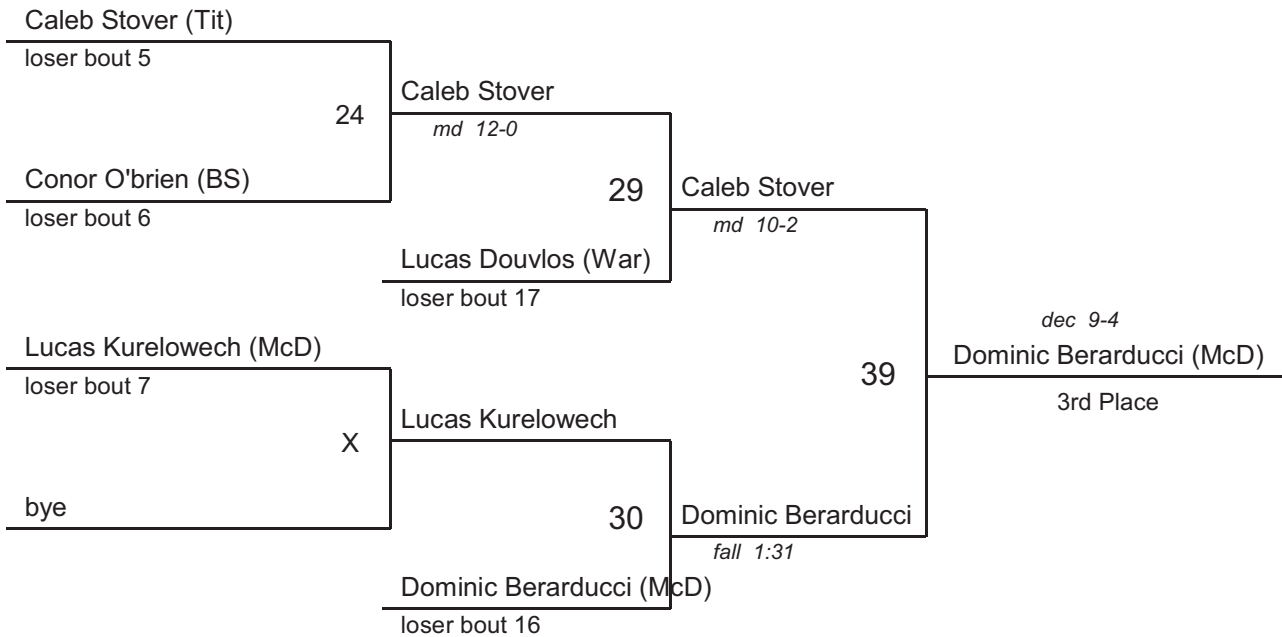 Caleb Stover (Tit)
loser bout 5
Caleb Stover
24
md 12-0
Conor O'brien (BS)
loser bout 6
29
Caleb Stover
md 10-2
Lucas Douvlos (War)
loser bout 17
dec 9-4
Lucas Kurelowech (McD)
loser bout 7
39
Dominic Berarducci (McD)
3rd Place
Lucas Kurelowech
X
bye
30
Dominic Berarducci
fall 1:31
Dominic Berarducci (McD)
loser bout 16